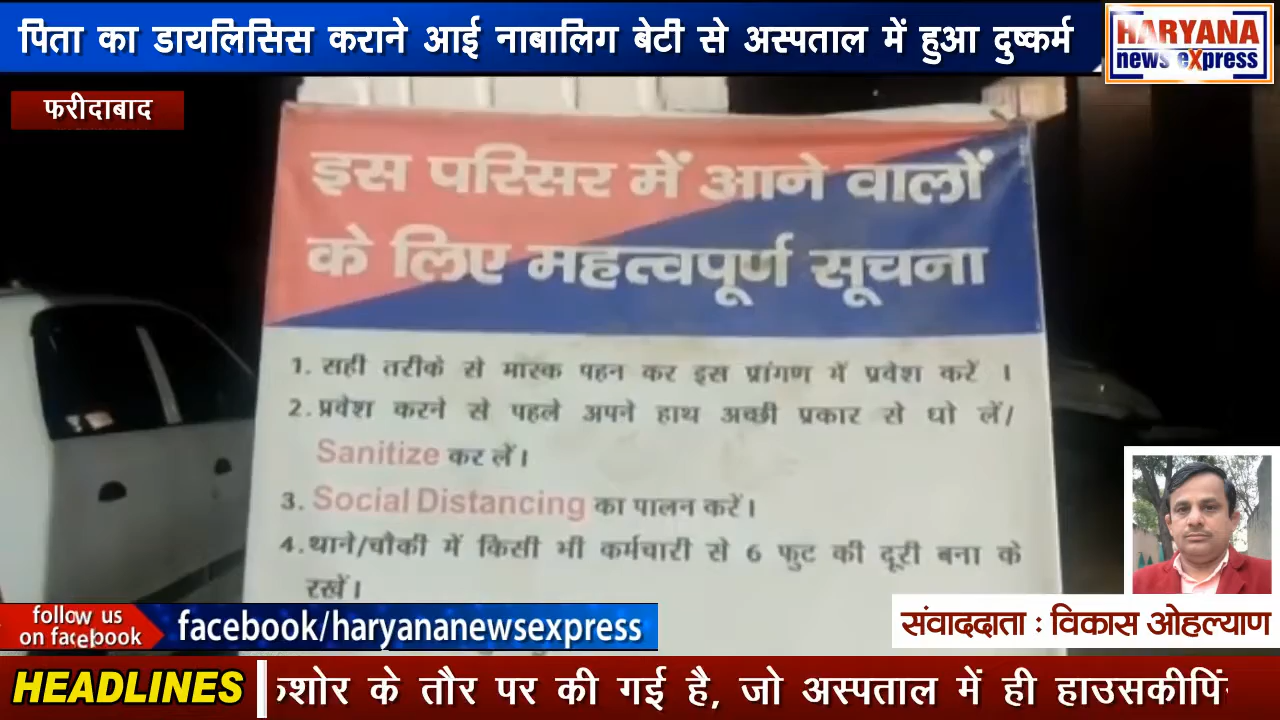 पिता का डायलिसिस कराने आई नाबालिग बेटी से अस्पताल में हुआ दुष्कर्म
HARYANA
news eXpress
फरीदाबाद
इस परिसर में आने वालों
के लिए महत्वपूर्ण सूचना
1. सही तरीके से मास्क पहन कर इस प्रांगण में प्रवेश करें ।
2. प्रवेश करने से पहले अपने हाथ अच्छी प्रकार से धो लें/
Sanitize कर लें।
3. Social Distancing का पालन करें।
4. थाने/चौकी में किसी भी कर्मचारी से 6 फुट की दूरी बना के
रखें।
follow us
on facebook
facebook/haryananewsexpress
संवाददाता : विकास ओहल्याण
HEADLINES
के तौर पर की गई है, जो अस्पताल में ही